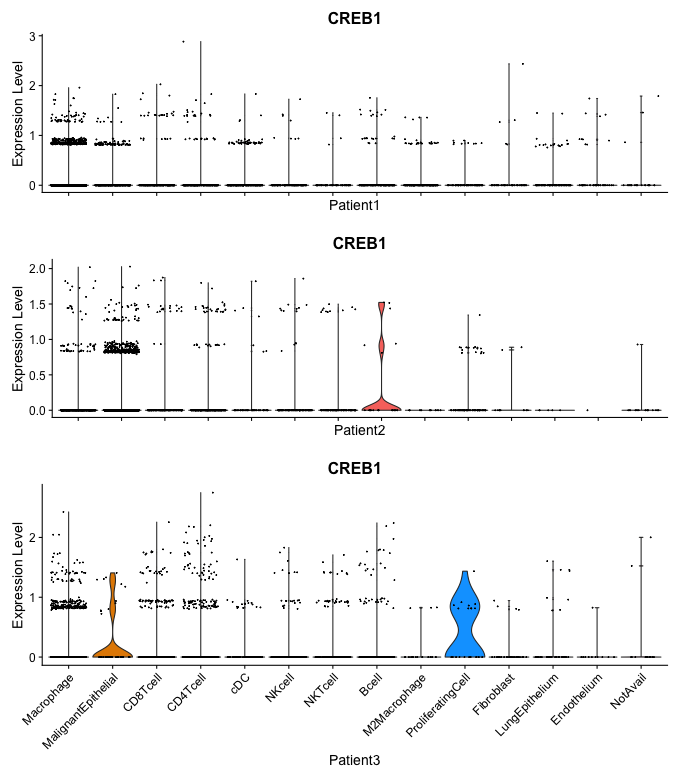 CREB1
Expression Level
3
2
1
0
Patient1
CREB1
Expression Level
2.0
1.5
1.0
0.5
0.0
Patient2
CREB1
Expression Level
2
1
0
Macrophage
MalignantEpithelial
CD8Tcell
CD4Tcell
cDC
NKcell
NKTcell
Bcell
M2Macrophage
ProliferatingCell
Fibroblast
LungEpithelium
Endothelium
NotAvail
Patient3